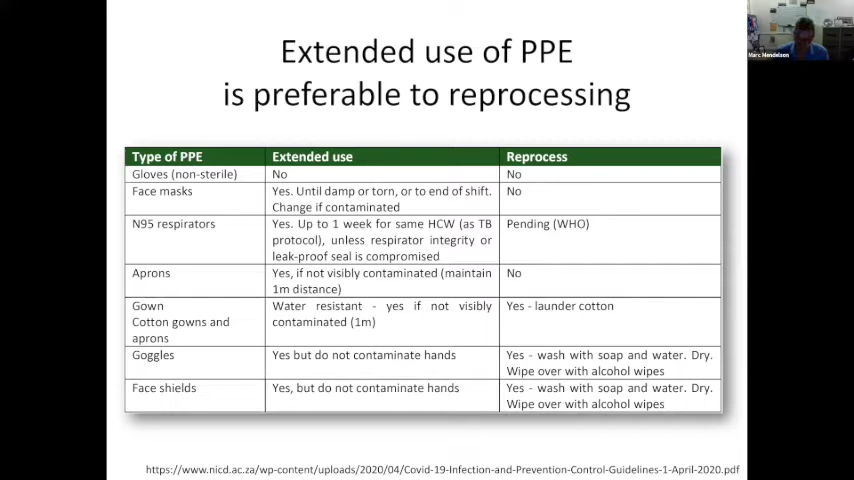 Extended use of PPE
is preferable to reprocessing
Marc Mendelson
Type of PPE
Extended use
Reprocess
Gloves (non-sterile)
No
No
Face masks
Yes. Until damp or torn, or to end of shift.
Change if contaminated
No
N95 respirators
Yes. Up to 1 week for same HCW (as TB
protocol), unless respirator integrity or
leak-proof seal is compromised
Pending (WHO)
Aprons
Yes, if not visibly contaminated (maintain
1m distance)
No
Gown
Cotton gowns and
aprons
Water resistant - yes if not visibly
contaminated (1m)
Yes - launder cotton
Goggles
Yes but do not contaminate hands
Yes - wash with soap and water. Dry.
Wipe over with alcohol wipes
Face shields
Yes, but do not contaminate hands
Yes - wash with soap and water. Dry.
Wipe over with alcohol wipes
https://www.nicd.ac.za/wp-content/uploads/2020/04/Covid-19-Infection-and-Prevention-Control-Guidelines-1-April-2020.pdf